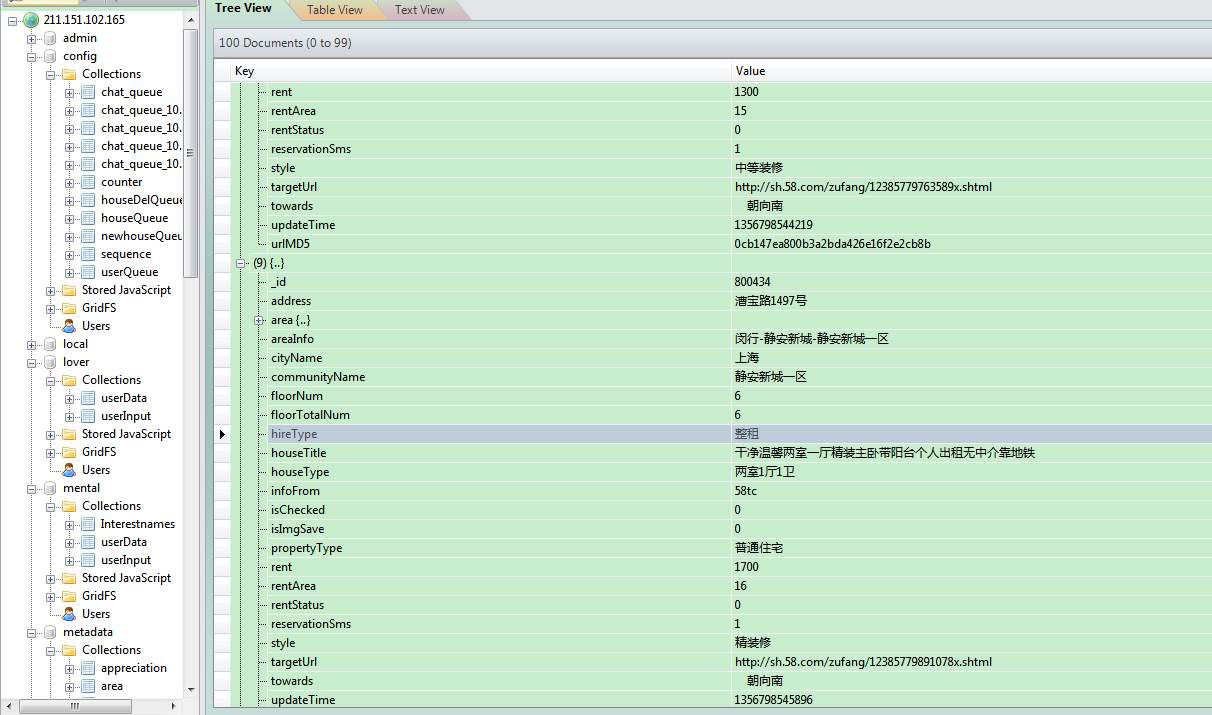 211.151.102.165
admin
config
Collections
chat_queue
chat_queue_10.
chat_queue_10.
chat_queue_10.
chat_queue_10.
counter
houseDelQueue
houseQueue
newhouseQueu
sequence
userQueue
Stored JavaScript
GridFS
Users
local
lover
Collections
userData
userInput
Stored JavaScript
GridFS
Users
mental
Collections
Interestnames
userData
userInput
Stored JavaScript
GridFS
Users
metadata
Collections
appreciation
area
Tree View Table View Text View
100 Documents (0 to 99)
Key Value
rent 1300
rentArea 15
rentStatus 0
reservationSms 1
style 中等装修
targetUrl http://sh.58.com/zufang/12385779763589x.shtml
towards 朝向南
updateTime 1356798544219
urlMD5 0cb147ea800b3a2bda426e16f2e2cb8b
(9) {..}
_id 800434
address 漕宝路1497号
area {..}
areaInfo 闵行-静安新城-静安新城一区
cityName 上海
communityName 静安新城一区
floorNum 6
floorTotalNum 6
hireType 整租
houseTitle 干净温馨两室一厅精装主卧带阳台个人出租无中介靠地铁
houseType 两室1厅1卫
infoFrom 58tc
isChecked 0
isImgSave 0
propertyType 普通住宅
rent 1700
rentArea 16
rentStatus 0
reservationSms 1
style 精装修
targetUrl http://sh.58.com/zufang/12385779891078x.shtml
towards 朝向南
updateTime 1356798545896